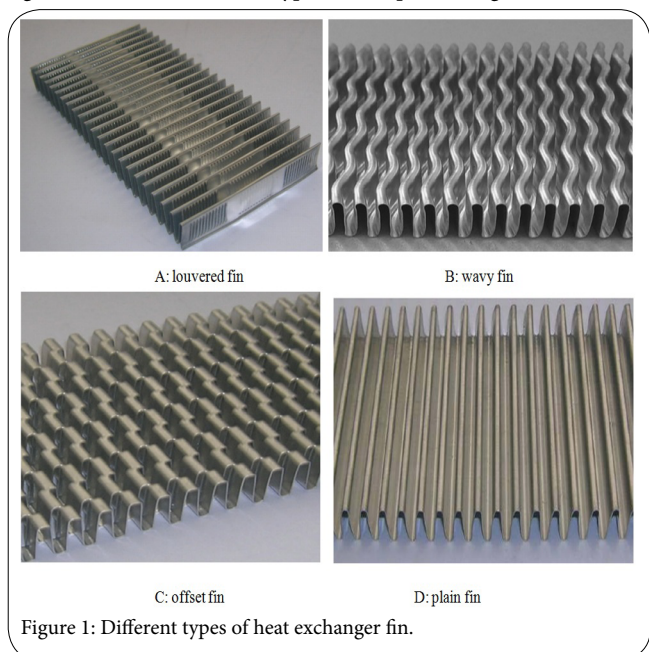 A: louvered fin
B: wavy fin
C: offset fin
D: plain fin
Figure 1: Different types of heat exchanger fin.